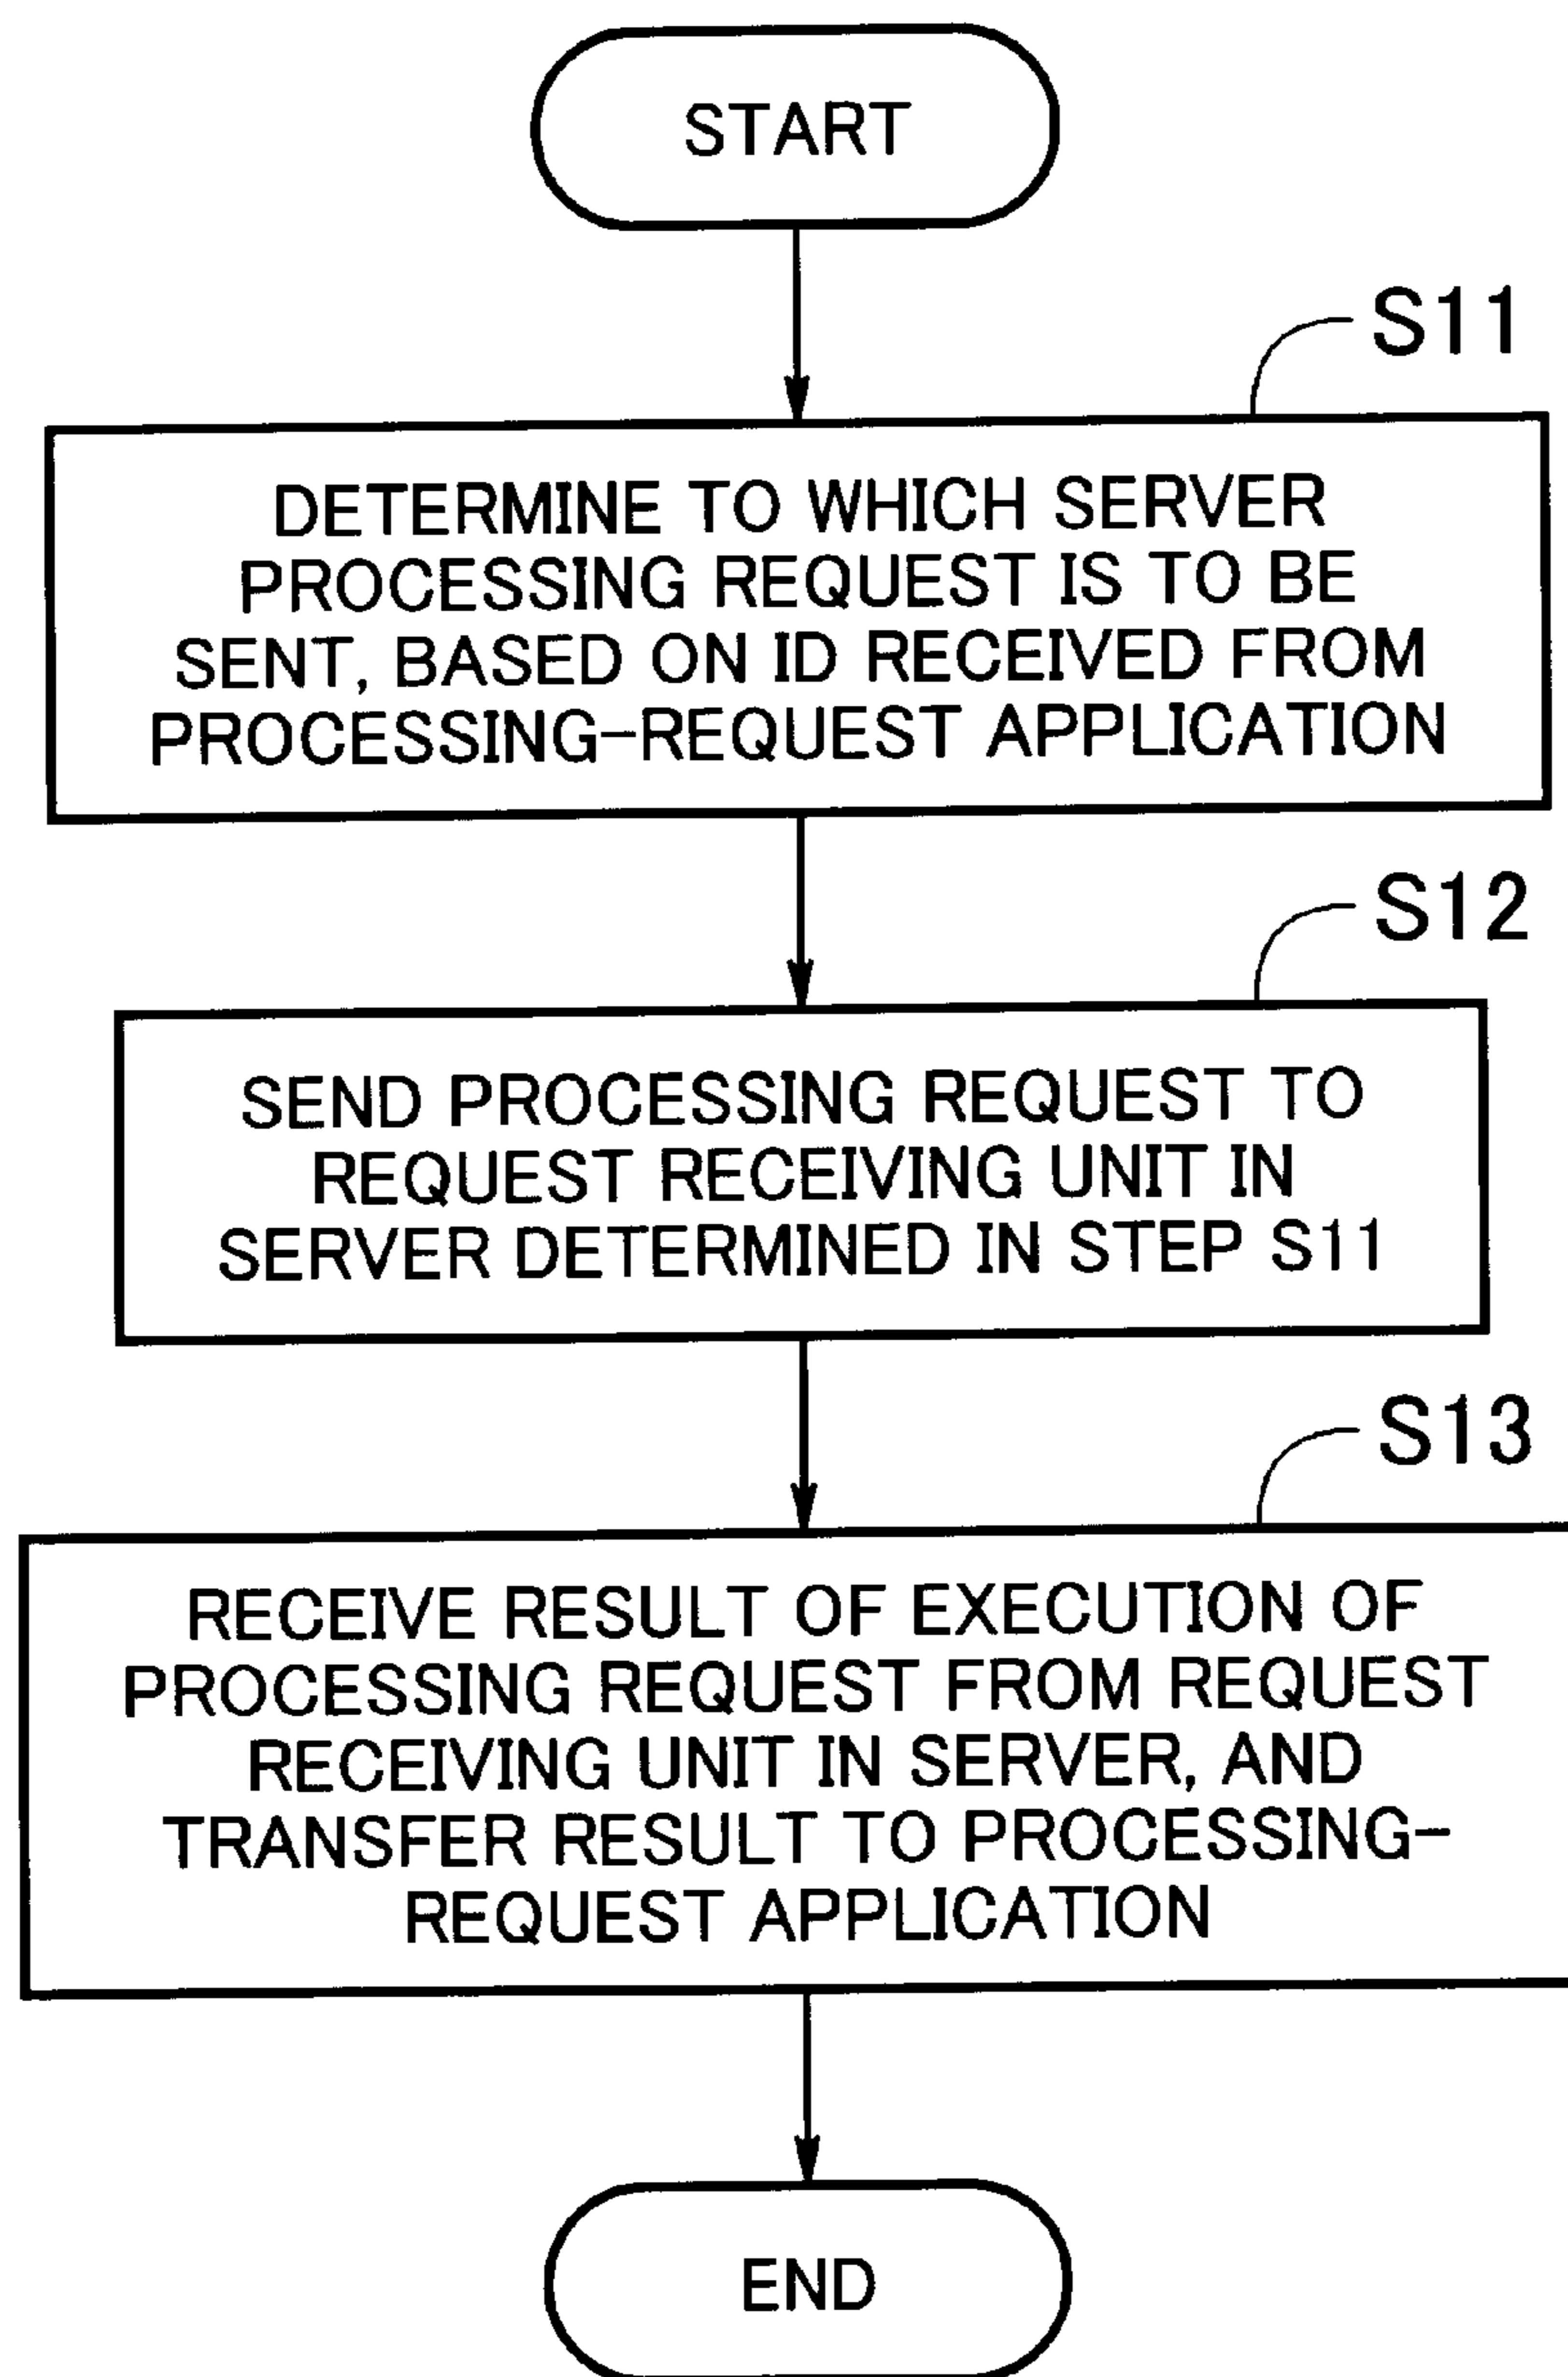 START
S11
DETERMINE TO WHICH SERVER
PROCESSING REQUEST IS TO BE
SENT, BASED ON ID RECEIVED FROM
PROCESSING-REQUEST APPLICATION
S12
SEND PROCESSING REQUEST TO
REQUEST RECEIVING UNIT IN
SERVER DETERMINED IN STEP S11
S13
RECEIVE RESULT OF EXECUTION OF
PROCESSING REQUEST FROM REQUEST
RECEIVING UNIT IN SERVER, AND
TRANSFER RESULT TO PROCESSING-
REQUEST APPLICATION
END